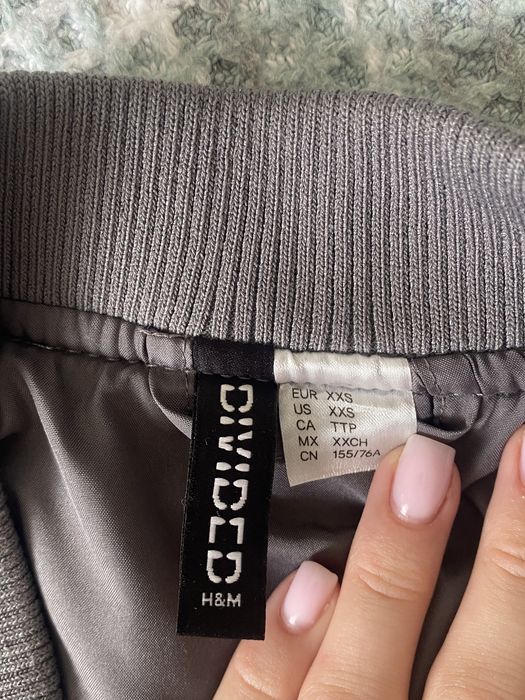 DIVIDED
H&M
EUR XXS
US XXS
CA TTP
MX XXCH
CN 155/76A